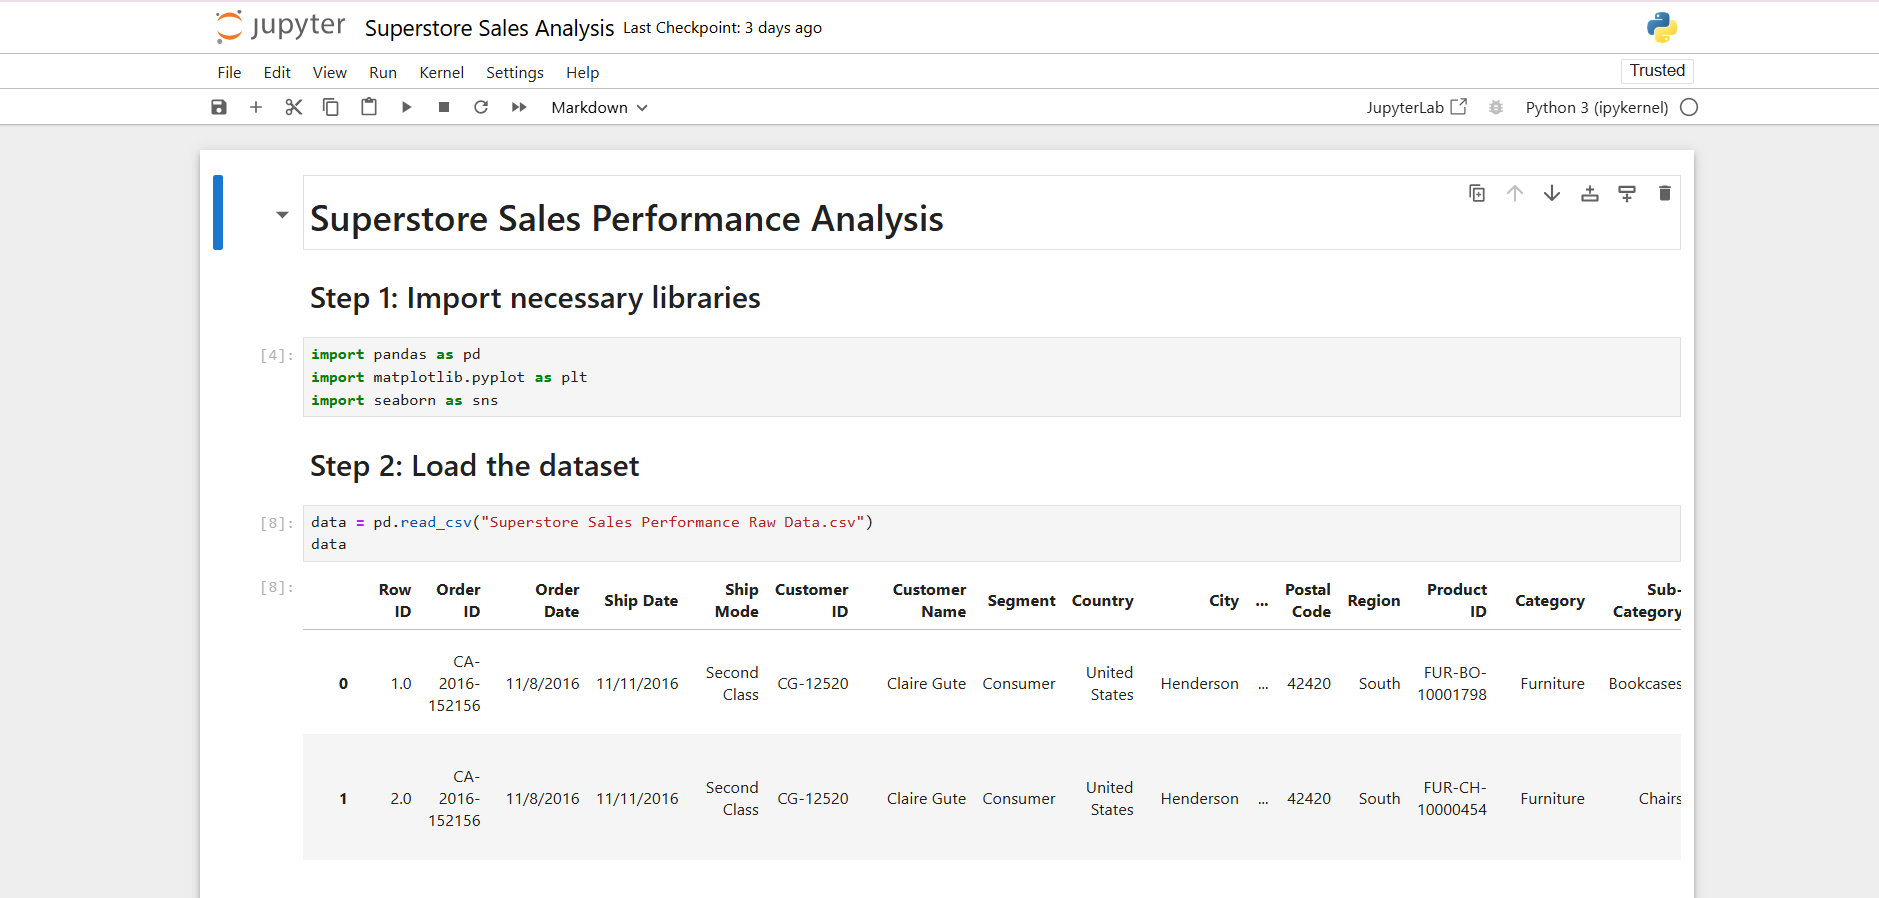 jupyter Superstore Sales Analysis Last Checkpoint: 3 days ago
File Edit View Run Kernel Settings Help Trusted
Markdown JupyterLab Python 3 (ipykernel)
Superstore Sales Performance Analysis
Step 1: Import necessary libraries
[4]: import pandas as pd
import matplotlib.pyplot as plt
import seaborn as sns
Step 2: Load the dataset
[8]: data = pd.read_csv("Superstore Sales Performance Raw Data.csv")
data
[8]:
Row Order Order Ship Customer Customer Postal Product Sub-
Ship Date Segment Country City ... Region Category
ID ID Date Mode ID Name Code ID Category
CA-
Second United FUR-BO-
0 1.0 2016- 11/8/2016 11/11/2016 CG-12520 Claire Gute Consumer Henderson ... 42420 South Furniture Bookcases
Class States 10001798
152156
CA-
Second United FUR-CH-
1 2.0 2016- 11/8/2016 11/11/2016 CG-12520 Claire Gute Consumer Henderson ... 42420 South Furniture Chairs
Class States 10000454
152156